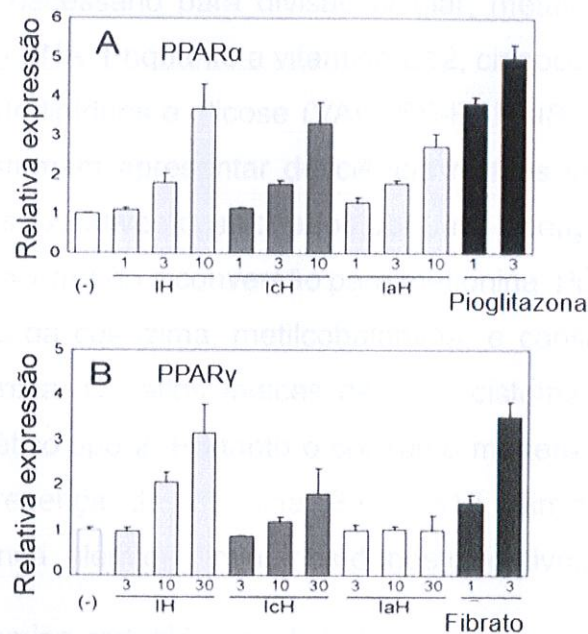 A PPARα
Relativa expressão
6
5
4
3
2
1
0
1 3 10 1 3 10 1 3 10 1 3
(-) IH IcH IaH
Pioglitazona
B PPARγ
Relativa expressão
5
4
3
2
1
0
3 10 30 3 10 30 3 10 30 1 3
(-) IH IcH IaH
Fibrato